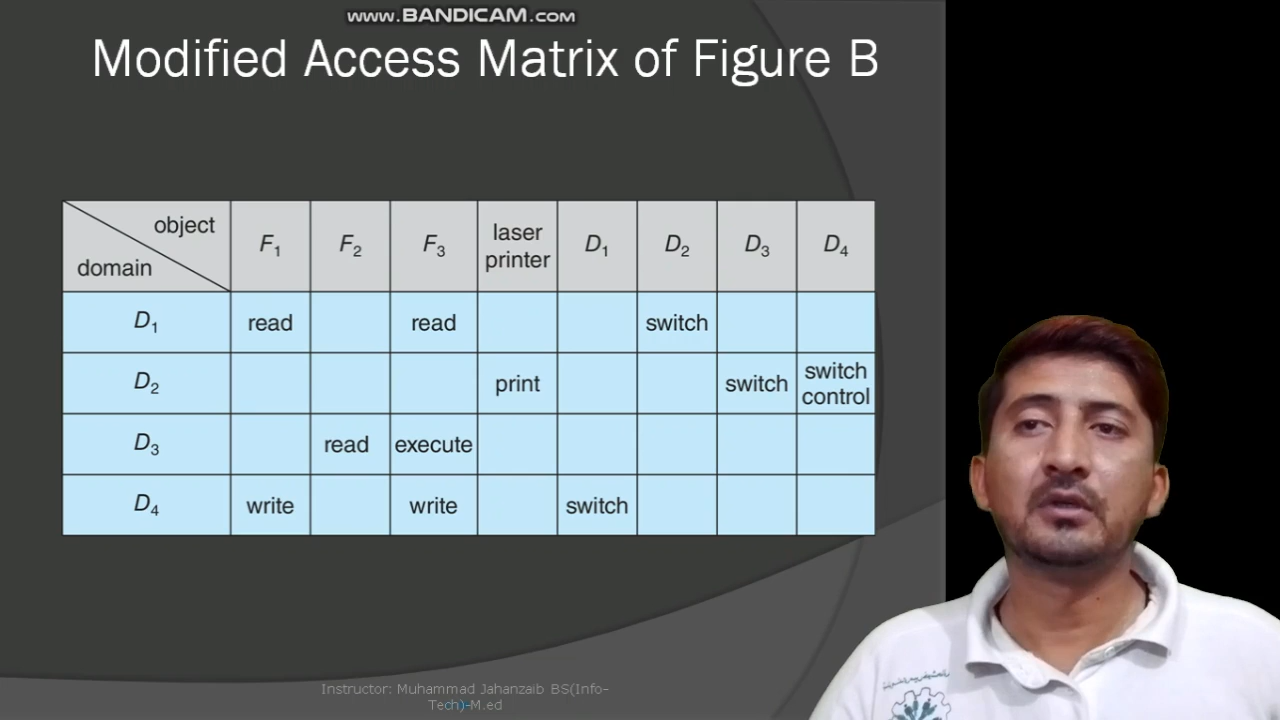 www.BANDICAM.com
Modified Access Matrix of Figure B
object
domain
F1 F2 F3 laser printer D1 D2 D3 D4
D1 read read switch
D2 print switch switch control
D3 read execute
D4 write write switch
Instructor: Muhammad Jahanzaib BS(Info-
Tech)-M.ed